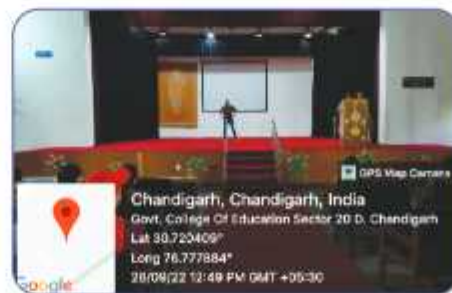 GPS Map Camera
Chandigarh, Chandigarh, India
Govt. College Of Education Sector 20 D, Chandigarh
Lat 30.720409°
Long 76.777884°
28/09/22 12:49 PM GMT +05:30
Google